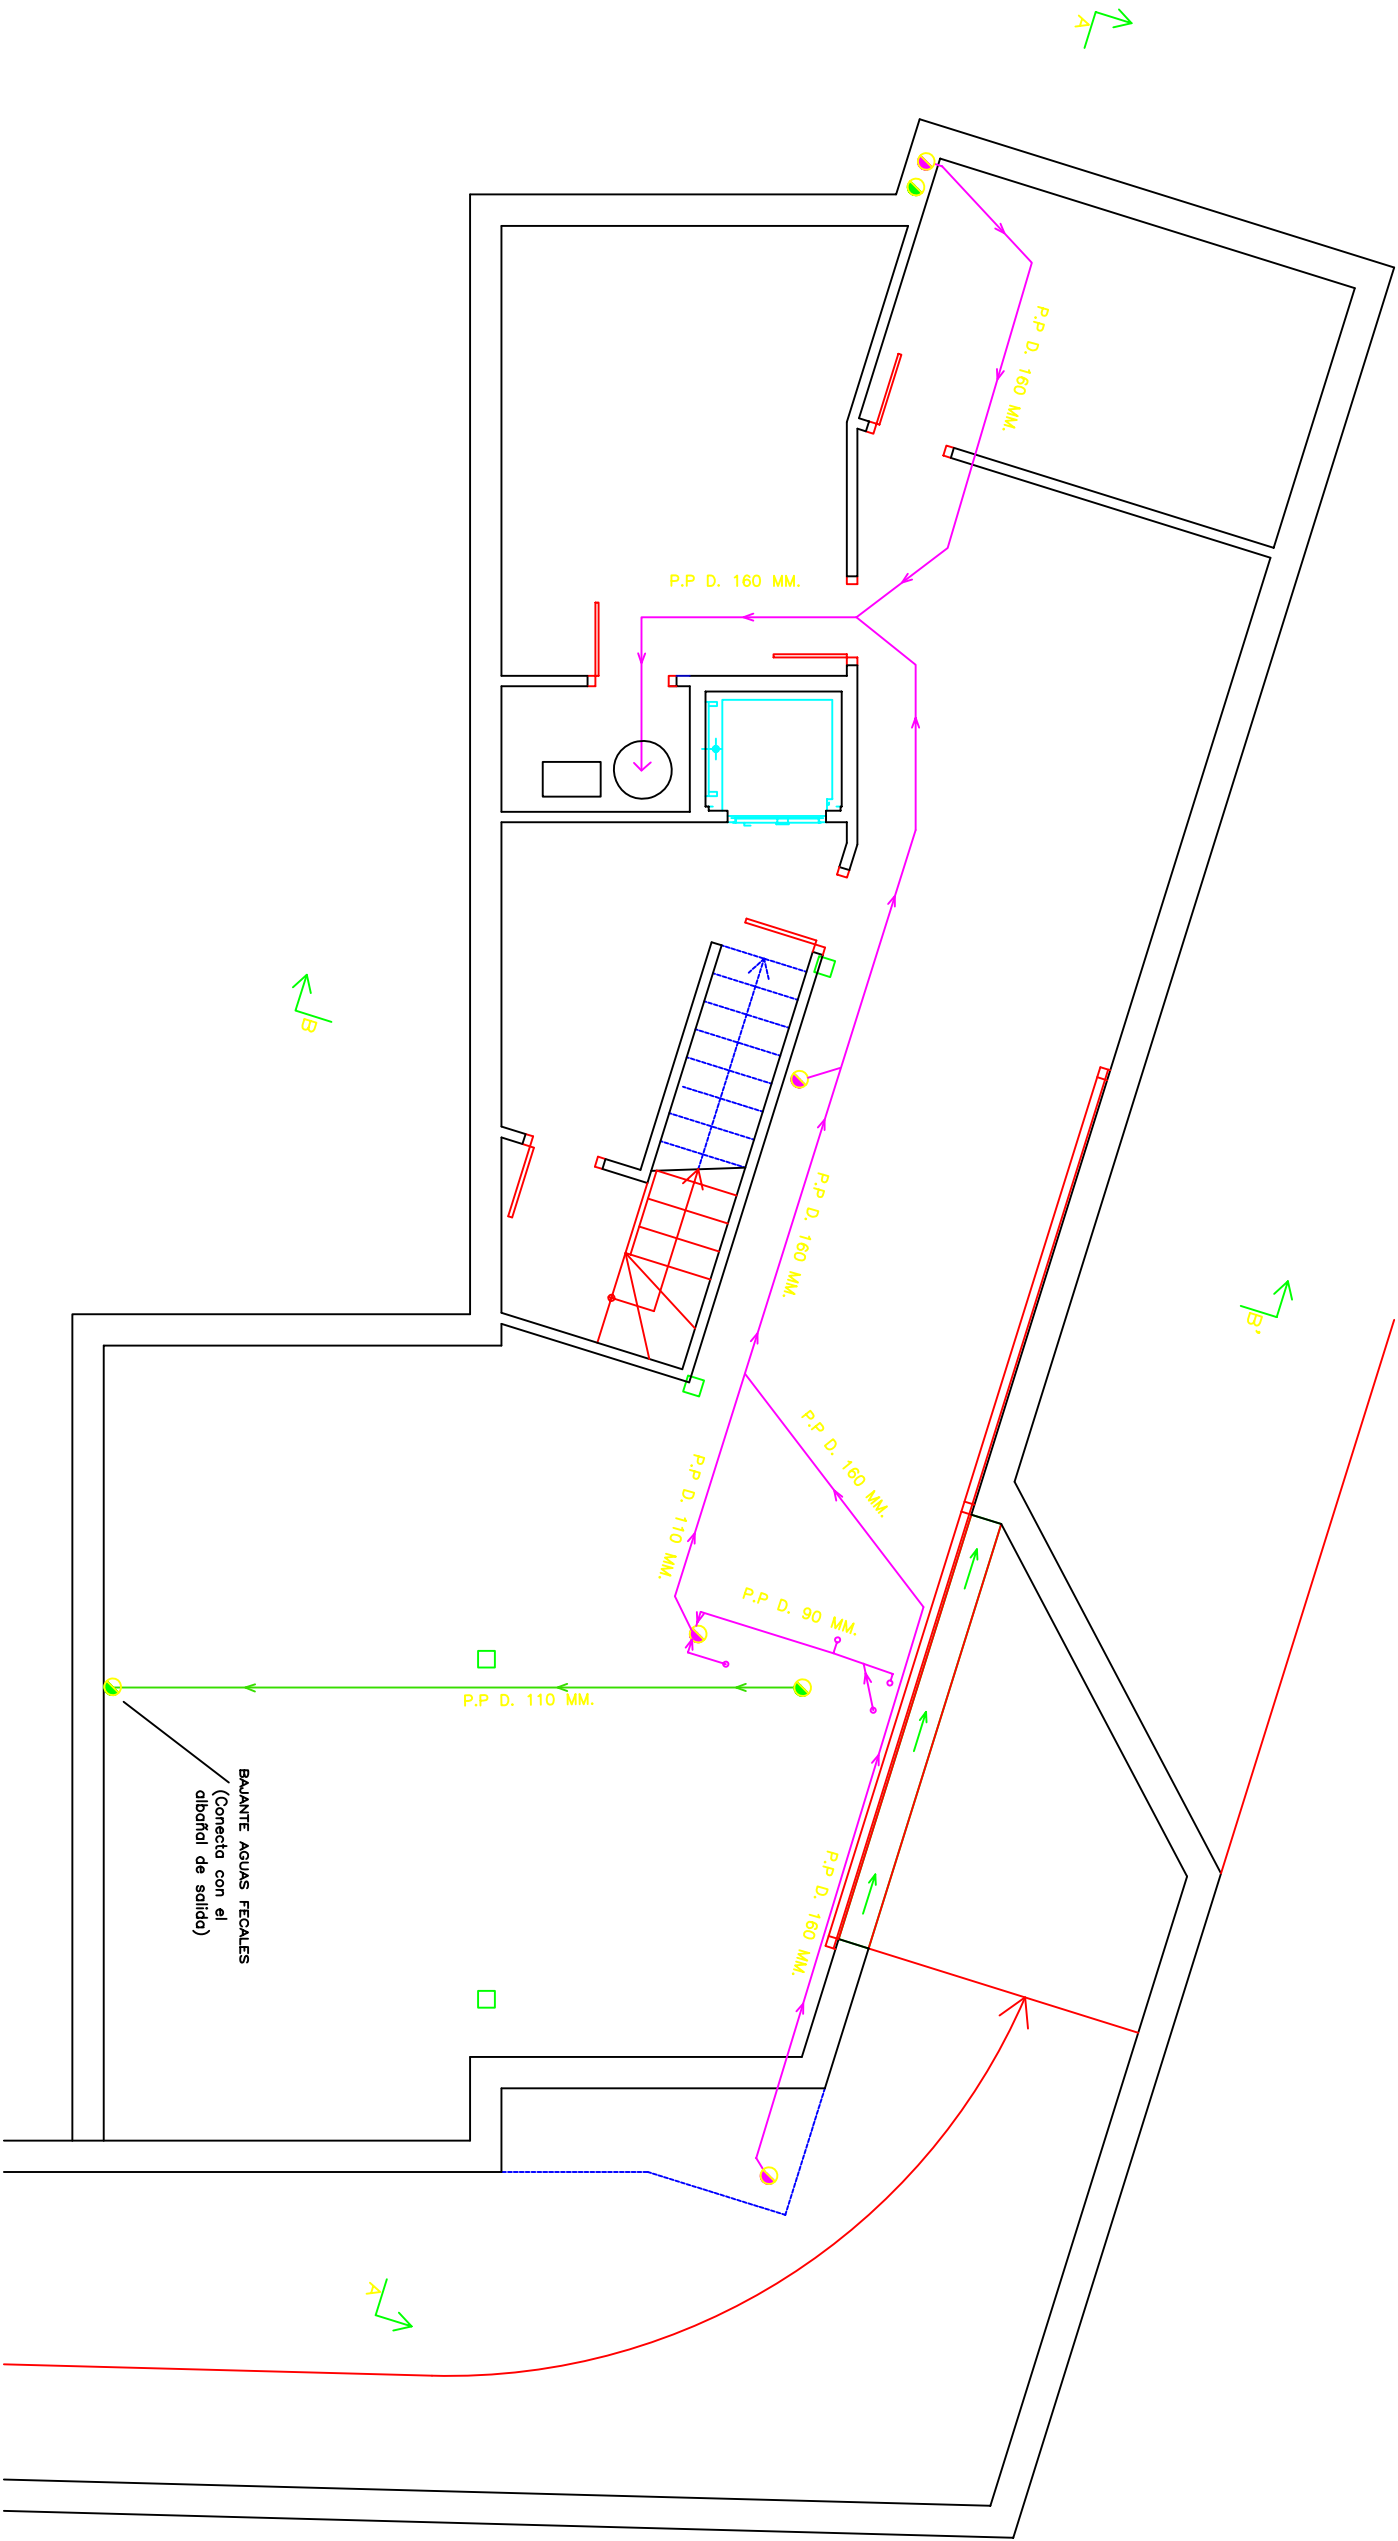 A
P.P D. 160 MM.
P.P D. 160 MM.
B
P.P D. 160 MM.
B'
P.P D. 160 MM.
P.P D. 110 MM.
P.P D. 90 MM.
P.P D. 110 MM.
BAJANTE AGUAS FECALES
(Conecta con el
albañal de salida)
P.P D. 160 MM.
A